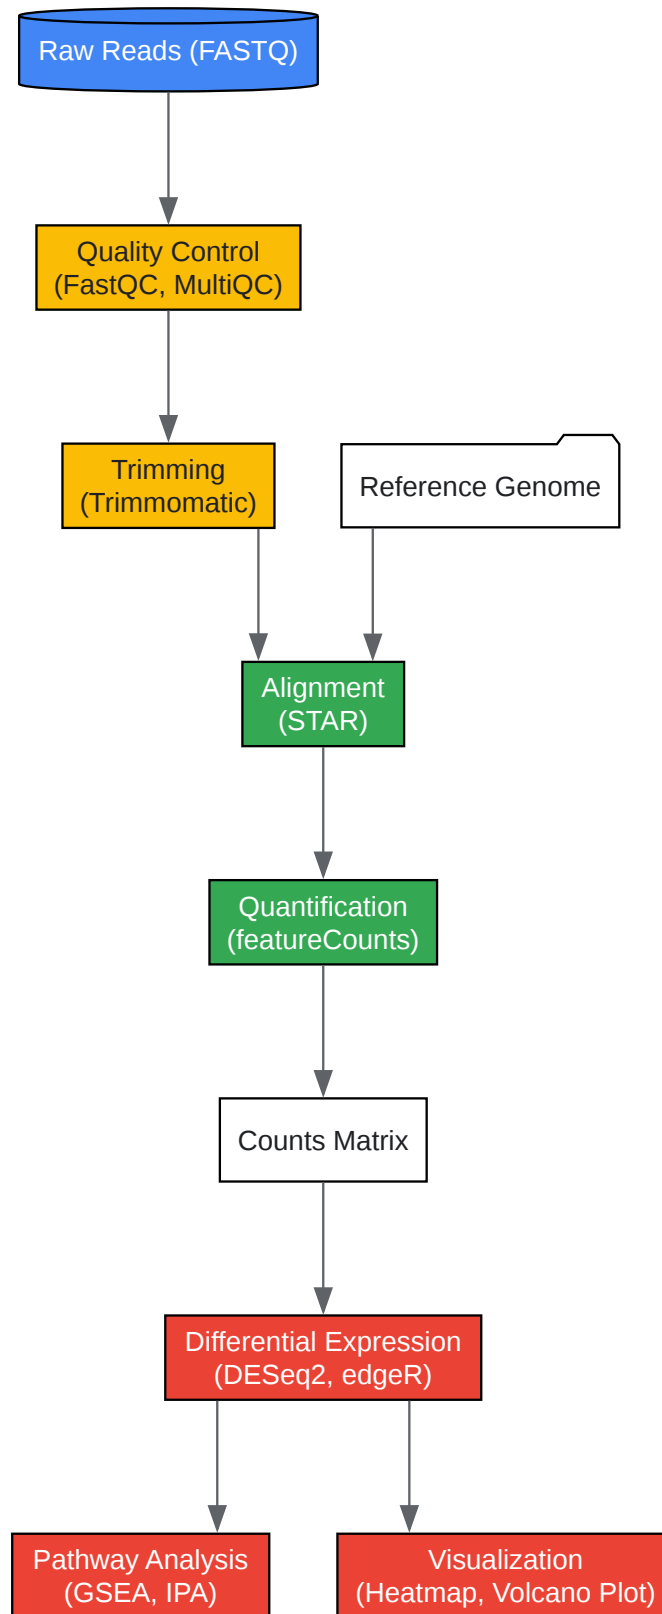 Raw Reads (FASTQ)
Quality Control
(FastQC, MultiQC)
Trimming
(Trimmomatic)
Reference Genome
Alignment
(STAR)
Quantification
(featureCounts)
Counts Matrix
Differential Expression
(DESeq2, edgeR)
Pathway Analysis
(GSEA, IPA)
Visualization
(Heatmap, Volcano Plot)